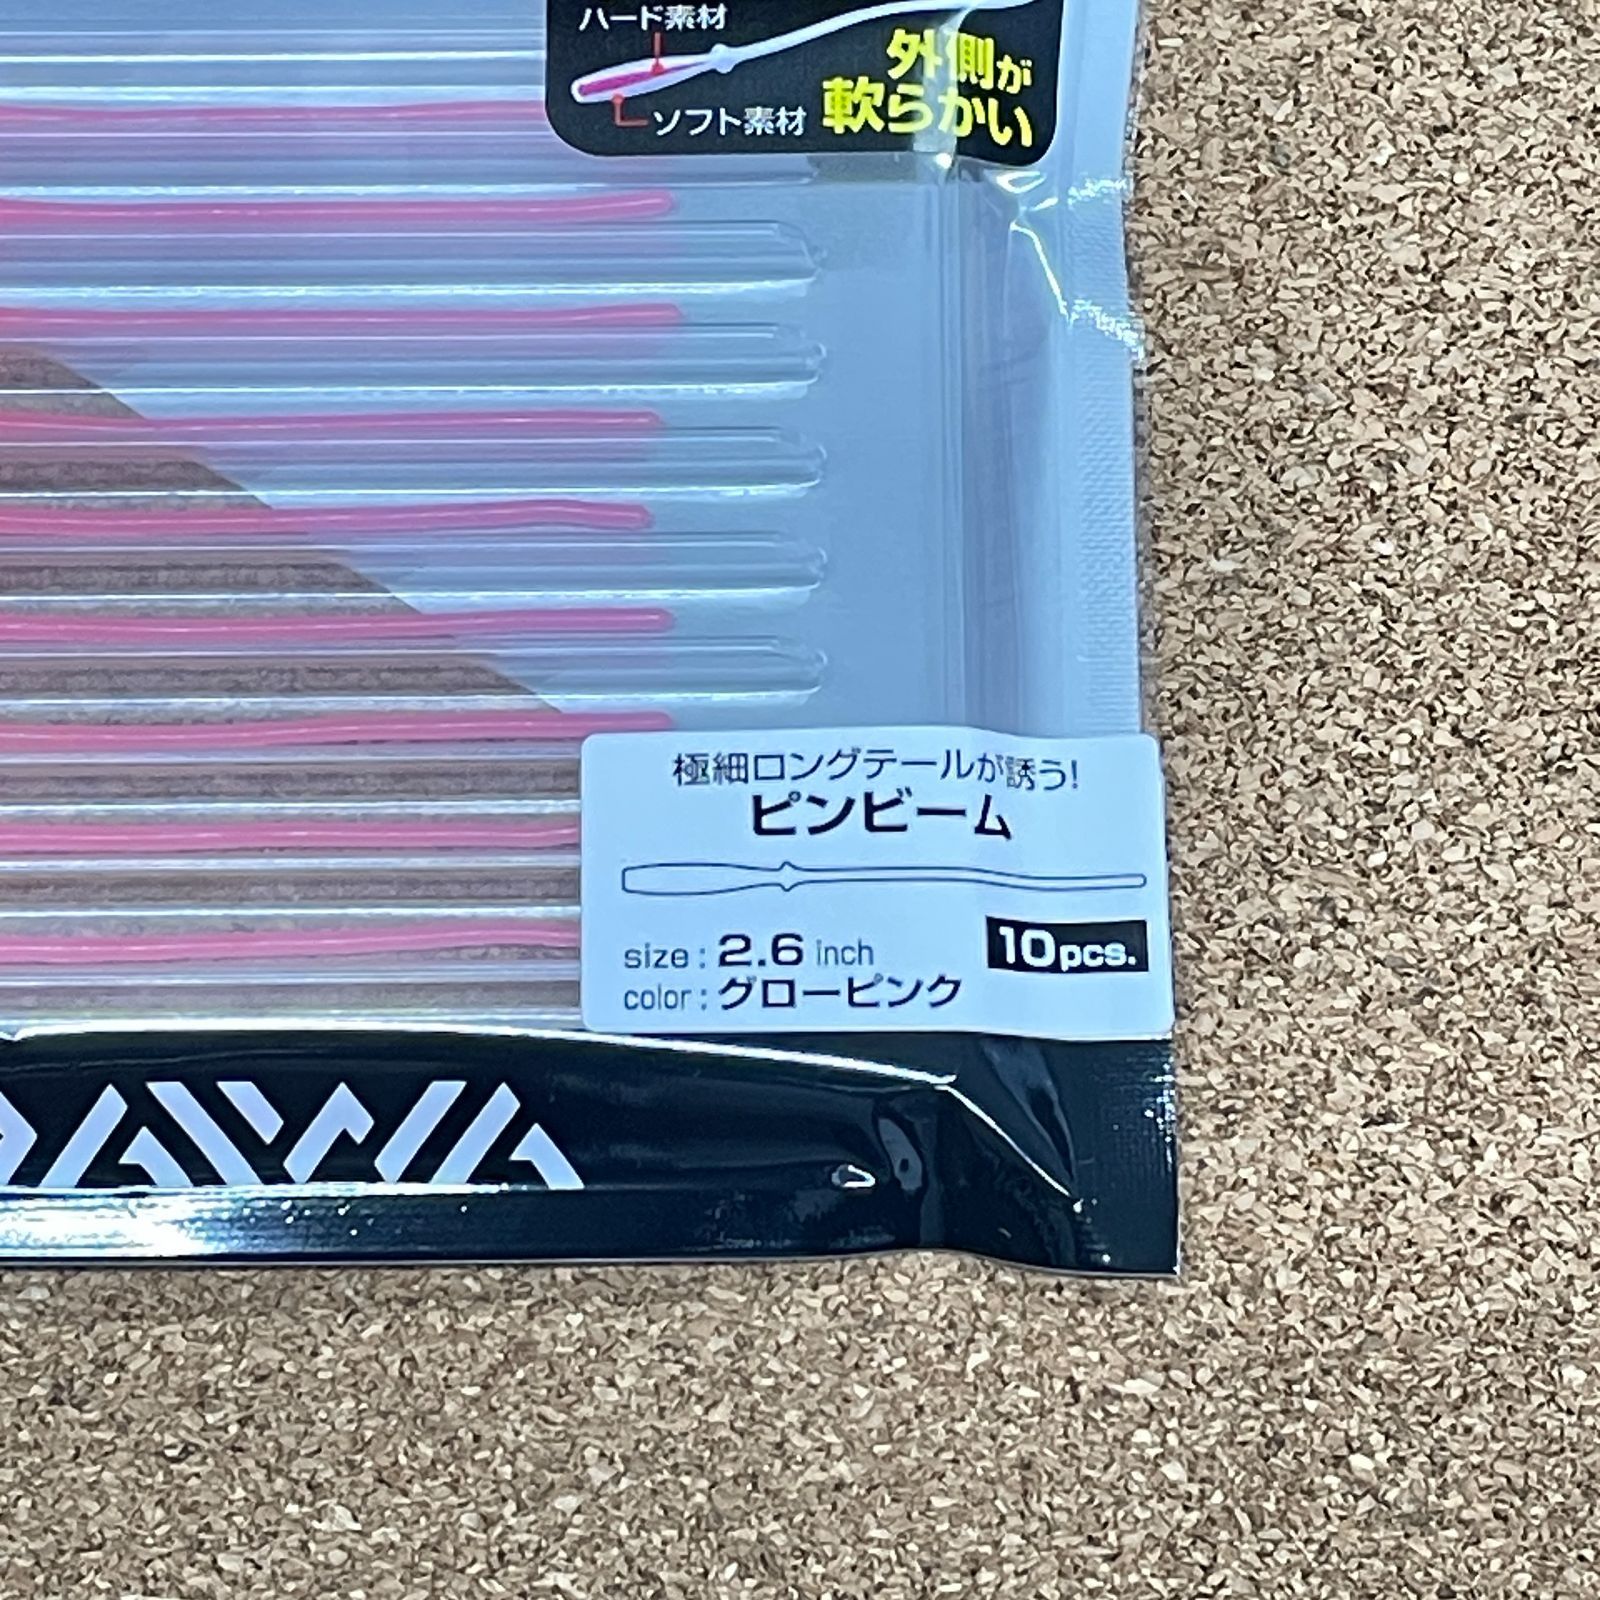 ハード素材
外側が
軟らかい
ソフト素材
極細ロングテールが誘う!
ピンビーム
size : 2.6 inch
10pcs.
color : グローピンク
DAIWA